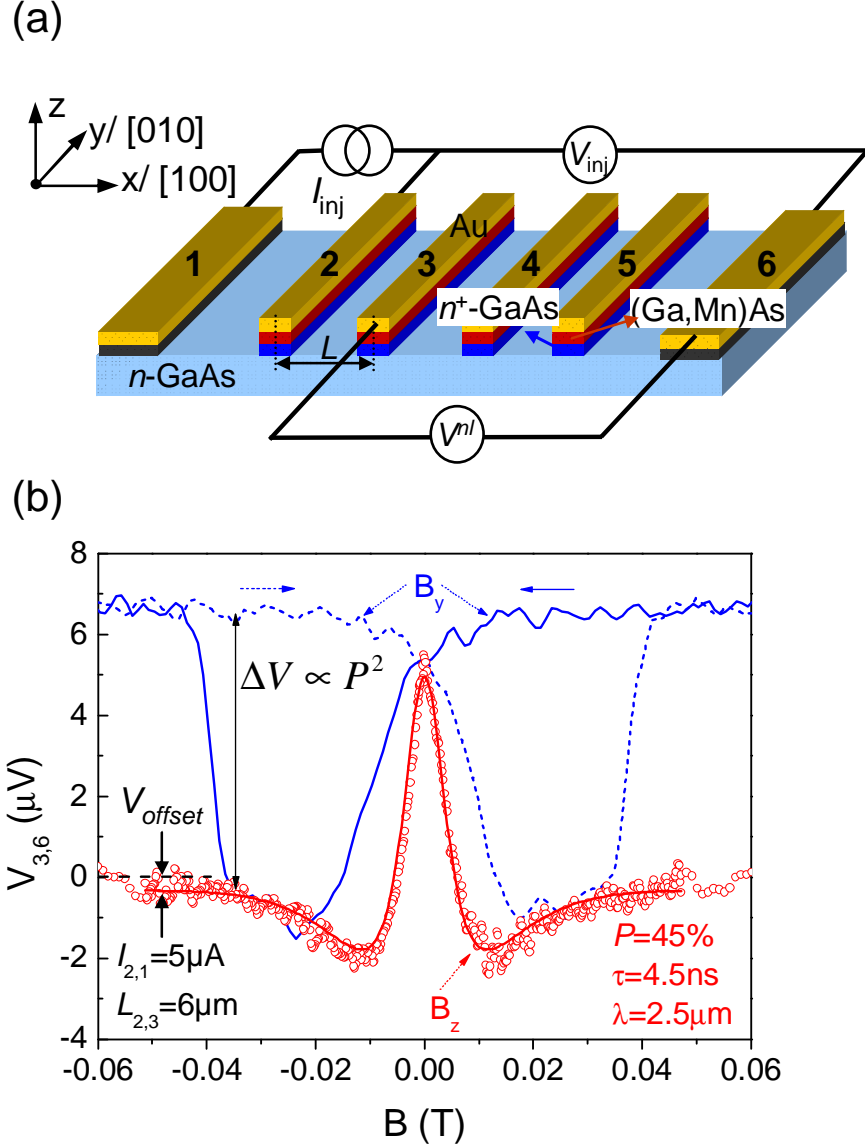 (a)
z
y/ [010]
x/ [100]
I_inj
V_inj
Au
1 2 3 4 5 6
n⁺-GaAs
(Ga,Mn)As
L
n-GaAs
V^nl
(b)
8
6
4
2
0
-2
-4
V_3,6 (μV)
B_y
ΔV ∝ P²
V_offset
I_2,1=5μA
L_2,3=6μm
P=45%
τ=4.5ns
λ=2.5μm
B_z
-0.06 -0.04 -0.02 0.00 0.02 0.04 0.06
B (T)